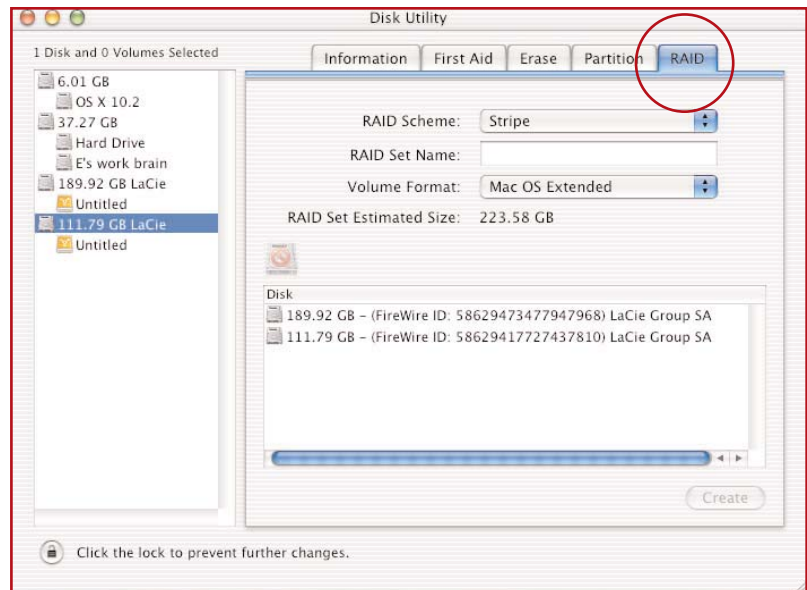 Disk Utility
1 Disk and 0 Volumes Selected
6.01 GB
OS X 10.2
37.27 GB
Hard Drive
E's work brain
189.92 GB LaCie
Untitled
111.79 GB LaCie
Untitled
Information
First Aid
Erase
Partition
RAID
RAID Scheme: Stripe
RAID Set Name:
Volume Format: Mac OS Extended
RAID Set Estimated Size: 223.58 GB
Disk
189.92 GB – (FireWire ID: 58629473477947968) LaCie Group SA
111.79 GB – (FireWire ID: 58629417727437810) LaCie Group SA
Create
Click the lock to prevent further changes.